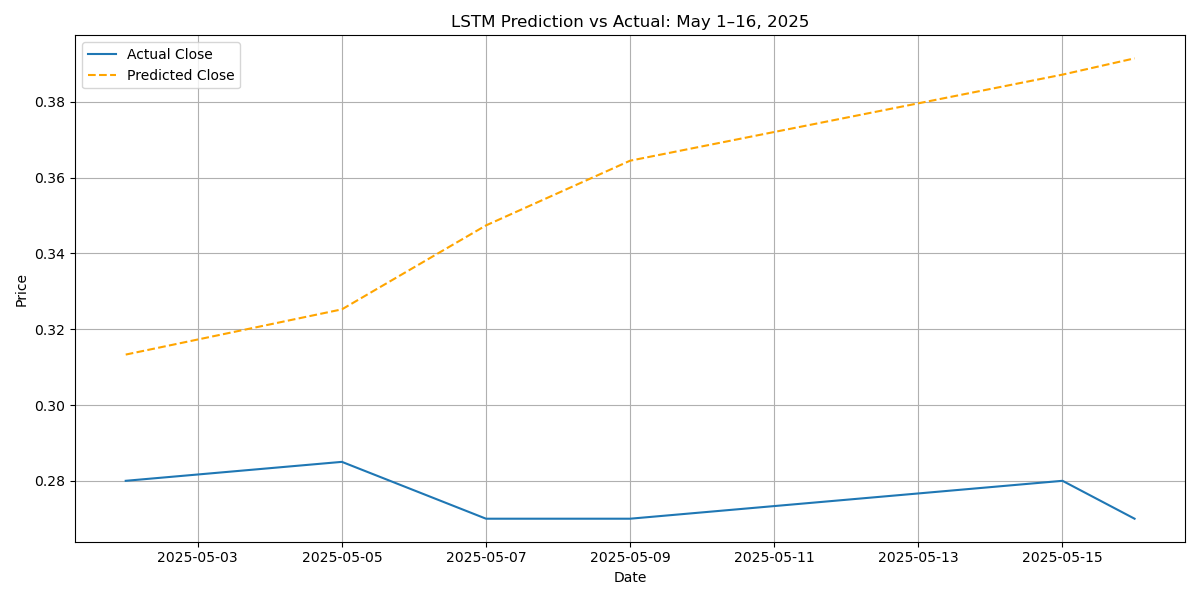 LSTM Prediction vs Actual: May 1–16, 2025
Actual Close
Predicted Close
Price
0.38
0.36
0.34
0.32
0.30
0.28
2025-05-03
2025-05-05
2025-05-07
2025-05-09
2025-05-11
2025-05-13
2025-05-15
Date